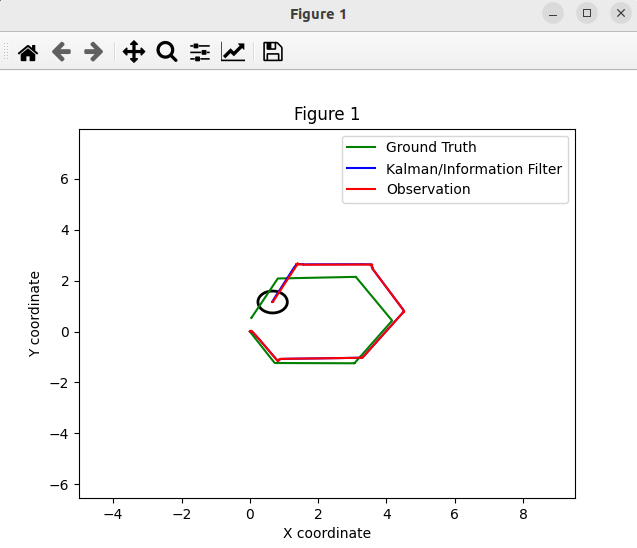 Figure 1
Figure 1
Ground Truth
Kalman/Information Filter
Observation
6
4
2
0
−2
−4
−6
Y coordinate
−4 −2 0 2 4 6 8
X coordinate